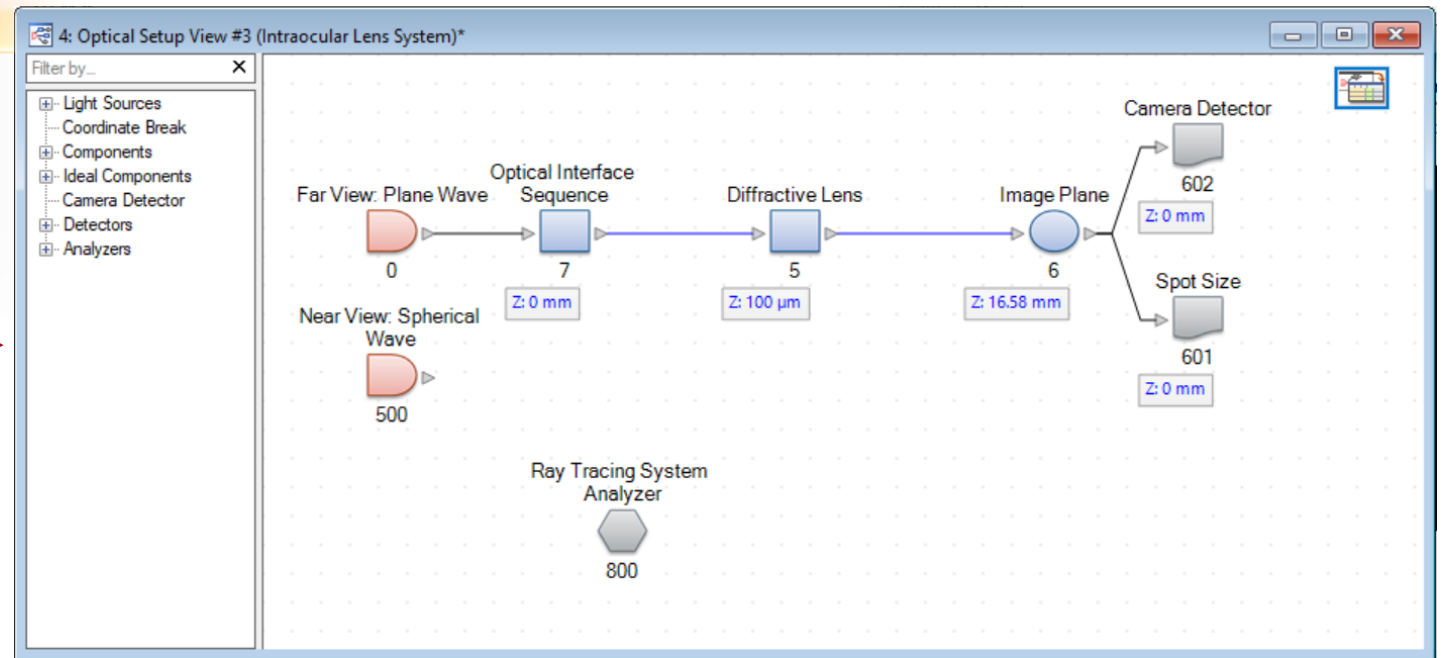 4: Optical Setup View #3 (Intraocular Lens System)*
Filter by...
Light Sources
Coordinate Break
Components
Ideal Components
Camera Detector
Detectors
Analyzers
Far View: Plane Wave
0
Optical Interface
Sequence
7
Z: 0 mm
Diffractive Lens
5
Z: 100 µm
Image Plane
6
Z: 16.58 mm
Camera Detector
602
Z: 0 mm
Spot Size
601
Z: 0 mm
Near View: Spherical
Wave
500
Ray Tracing System
Analyzer
800